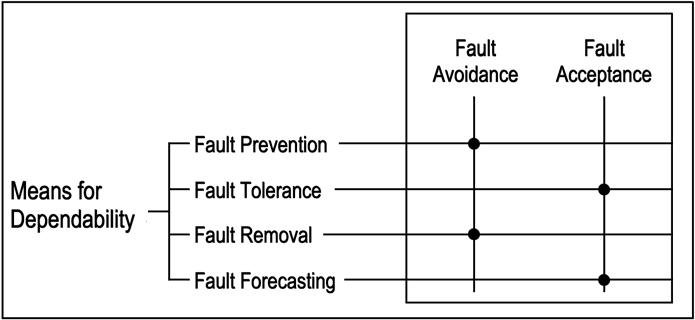 Fault
Avoidance
Fault
Acceptance
Means for
Dependability
Fault Prevention
Fault Tolerance
Fault Removal
Fault Forecasting